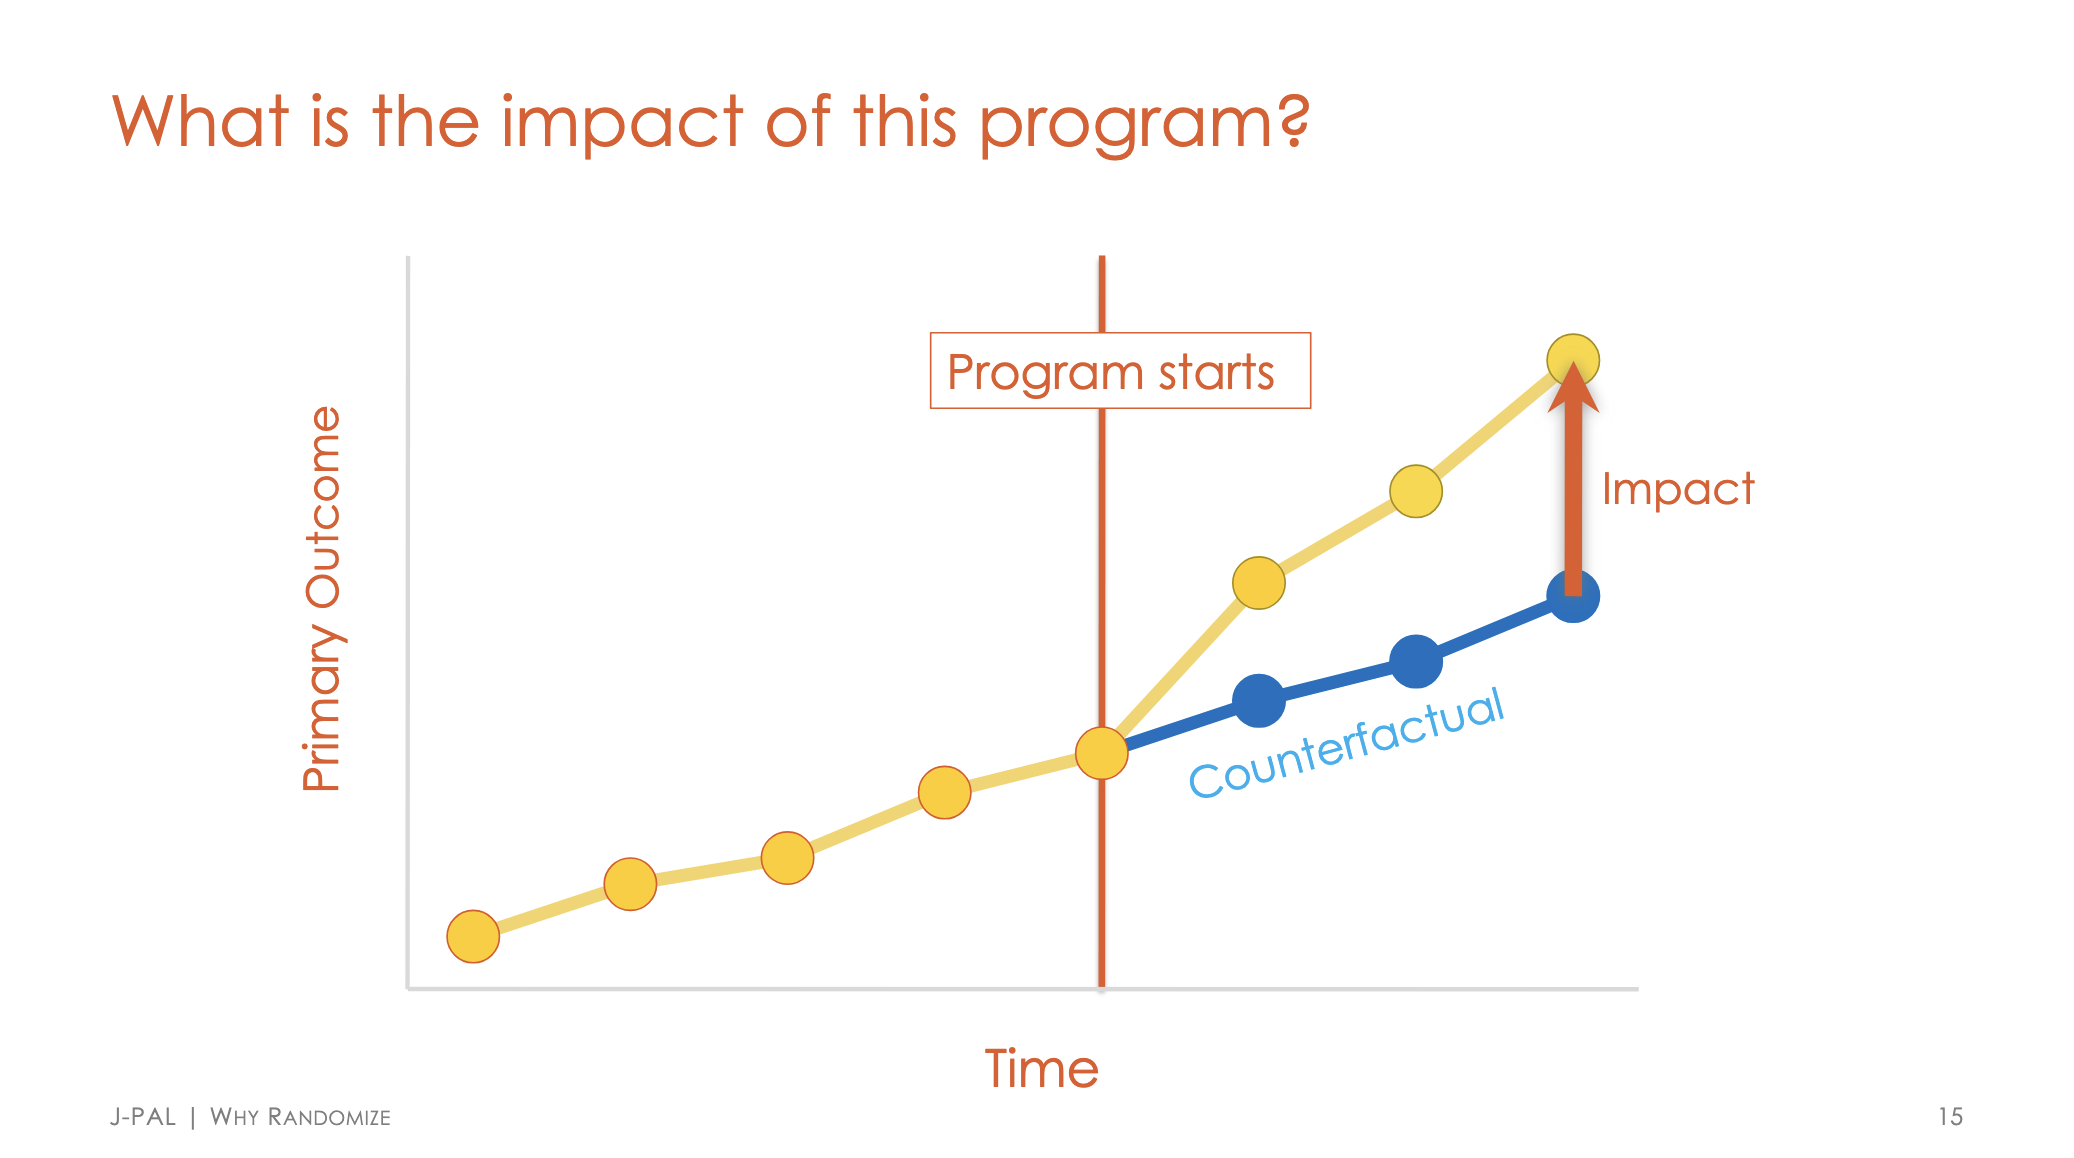 What is the impact of this program?
Program starts
Primary Outcome
Impact
Counterfactual
Time
J-PAL | WHY RANDOMIZE
15